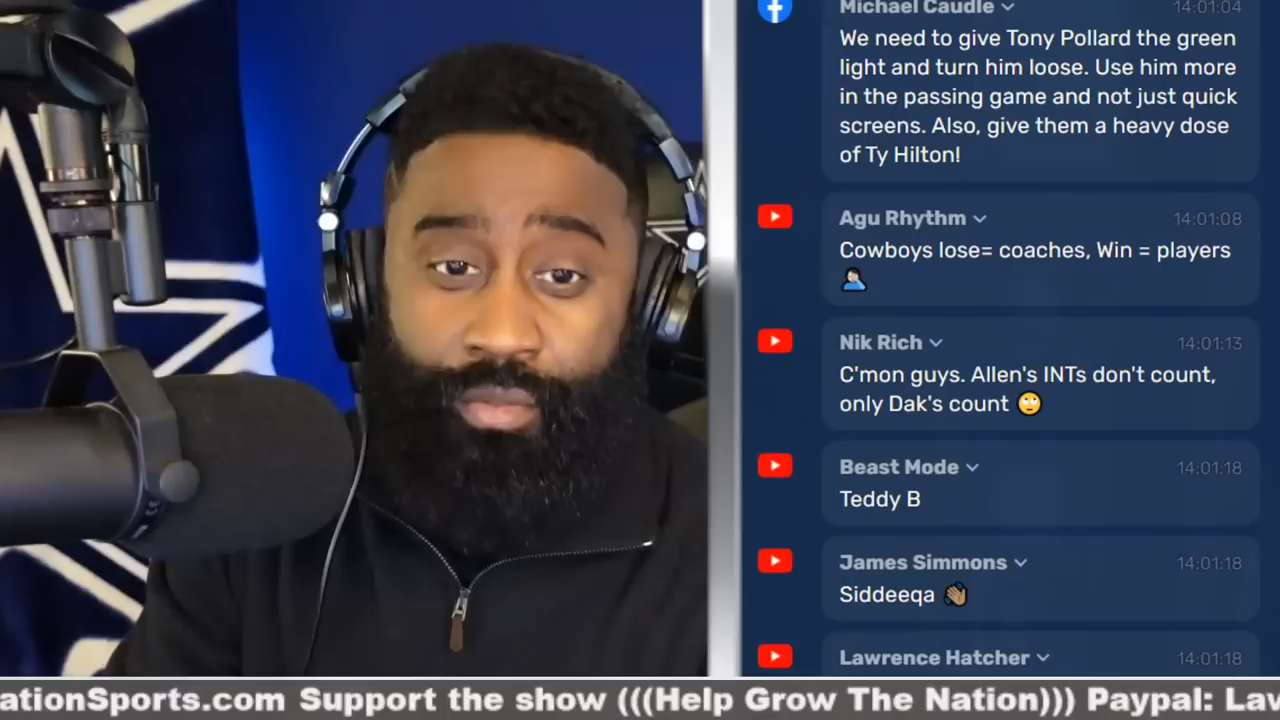 Michael Caudle 14:01:04
We need to give Tony Pollard the green
light and turn him loose. Use him more
in the passing game and not just quick
screens. Also, give them a heavy dose
of Ty Hilton!
Agu Rhythm 14:01:08
Cowboys lose= coaches, Win = players
🤦🏻‍♂️
Nik Rich 14:01:13
C'mon guys. Allen's INTs don't count,
only Dak's count 🙄
Beast Mode 14:01:18
Teddy B
James Simmons 14:01:18
Siddeeqa 👋🏽
Lawrence Hatcher 14:01:18
ationSports.com Support the show (((Help Grow The Nation))) Paypal: Law